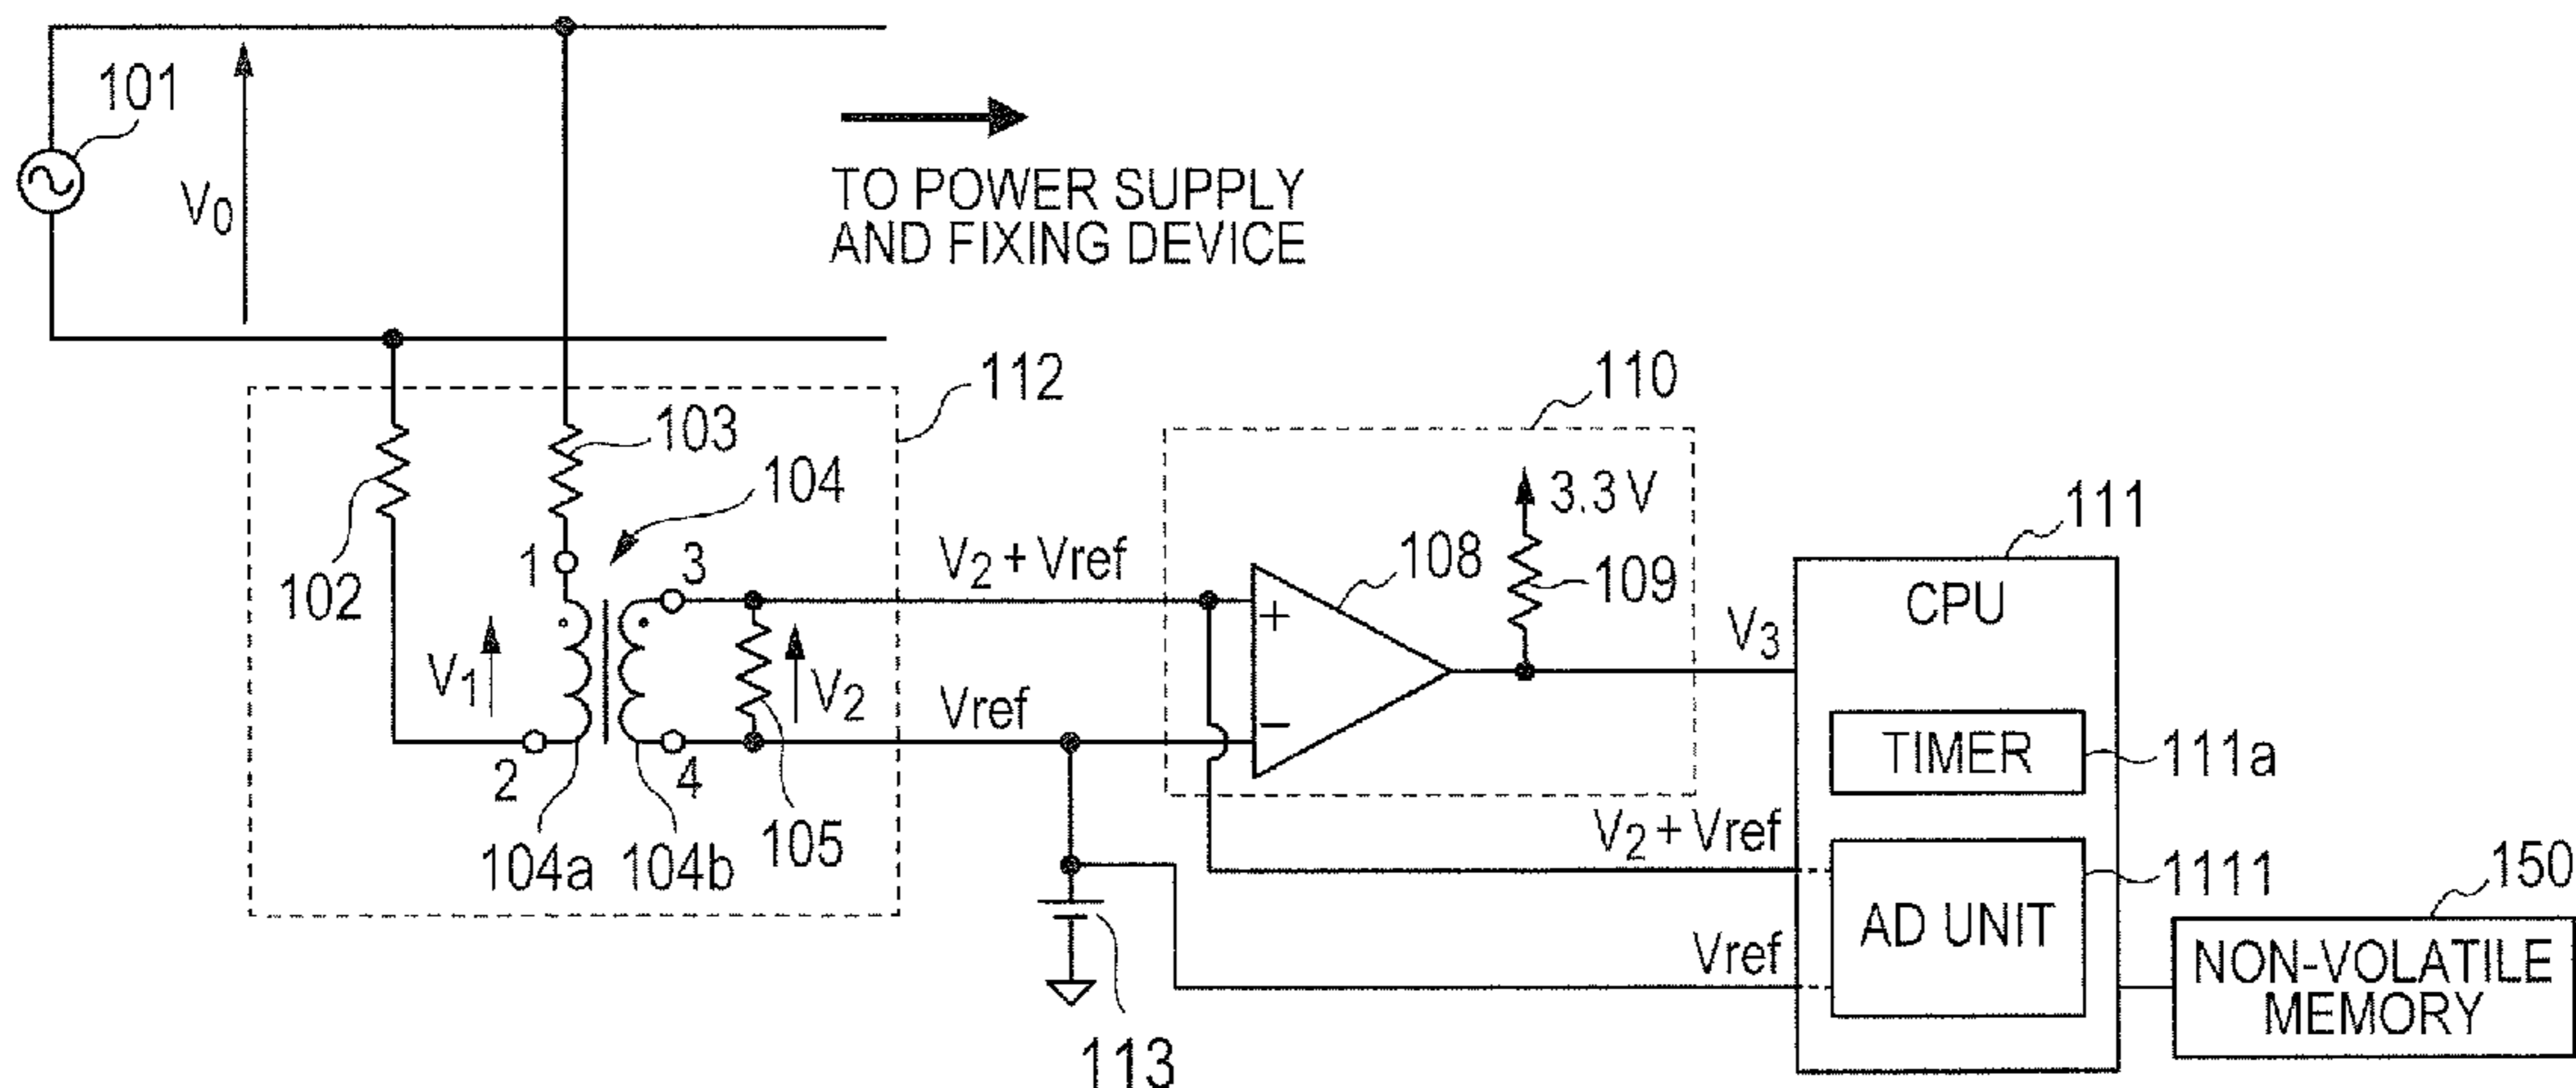 101
V0
TO POWER SUPPLY
AND FIXING DEVICE
112
110
103
102
104
3.3 V
111
1
3
V2 + Vref
108
109
CPU
V3
V1
V2
Vref
TIMER
111a
2
4
105
104a
104b
V2 + Vref
1111
150
AD UNIT
Vref
NON-VOLATILE
MEMORY
113
+
−